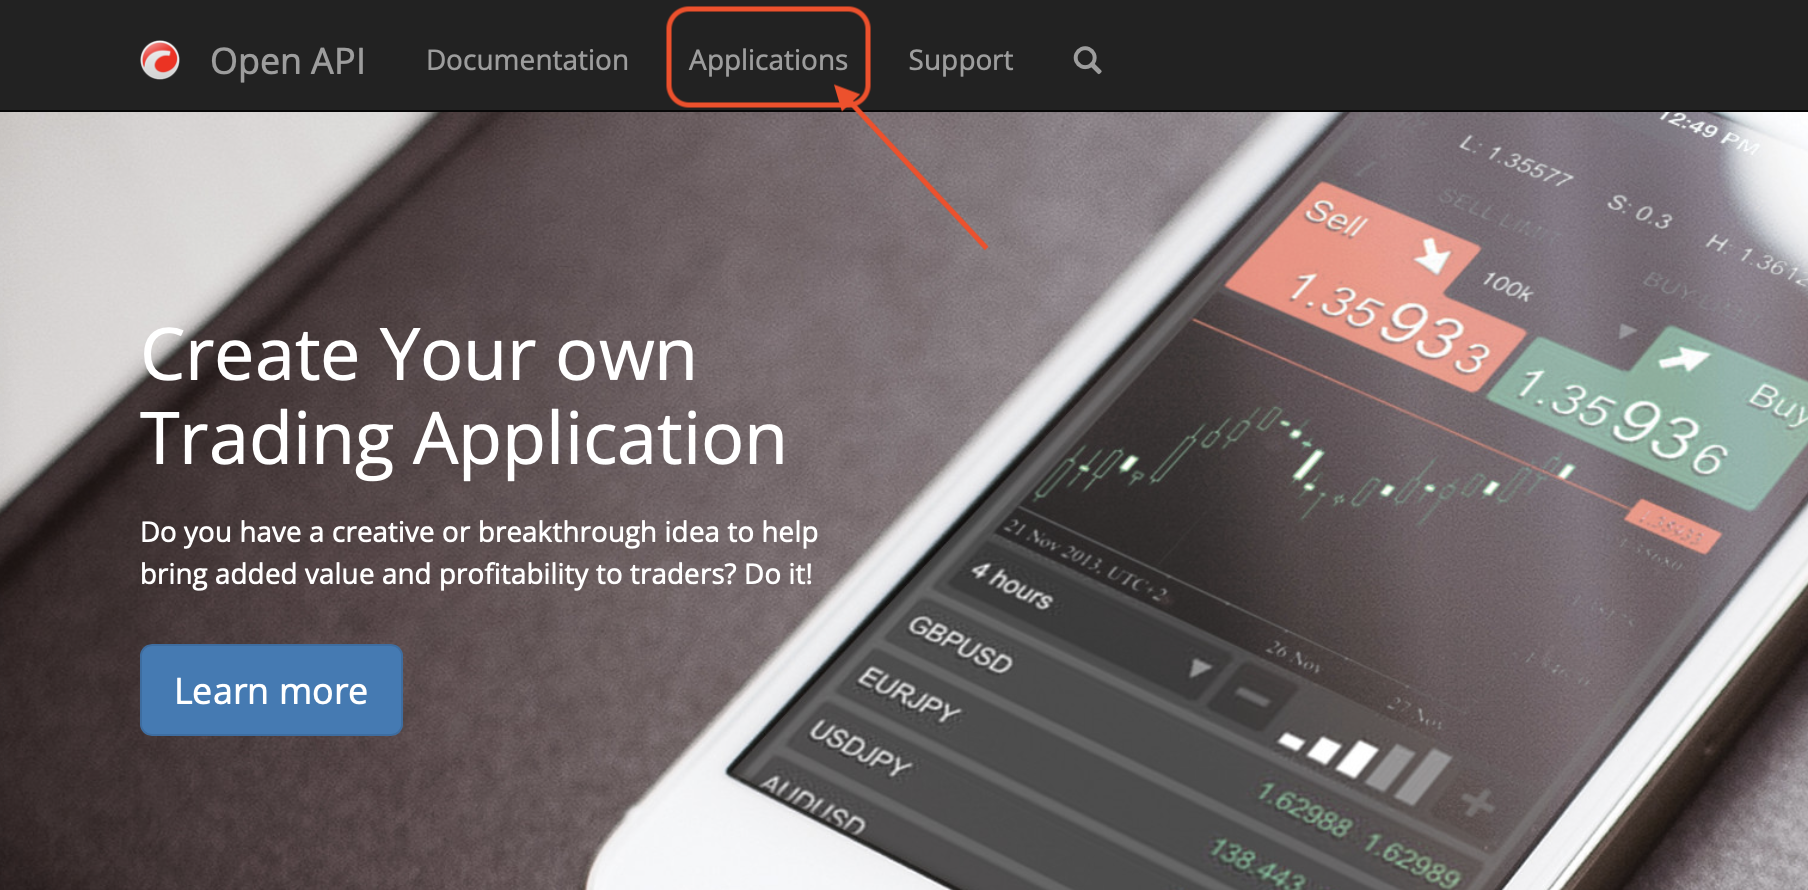 Open API Documentation Applications Support
Create Your own
Trading Application
Do you have a creative or breakthrough idea to help
bring added value and profitability to traders? Do it!
Learn more
12:49 PM
L: 1.35577 S: 0.3
SELL LIMIT
Sell 100k
1.35933
Buy
1.35936
21 Nov 2013, UTC+2
26 Nov
27 Nov
4 hours
GBPUSD
EURJPY
USDJPY
AUDUSD
1.62988 1.62989
138.443